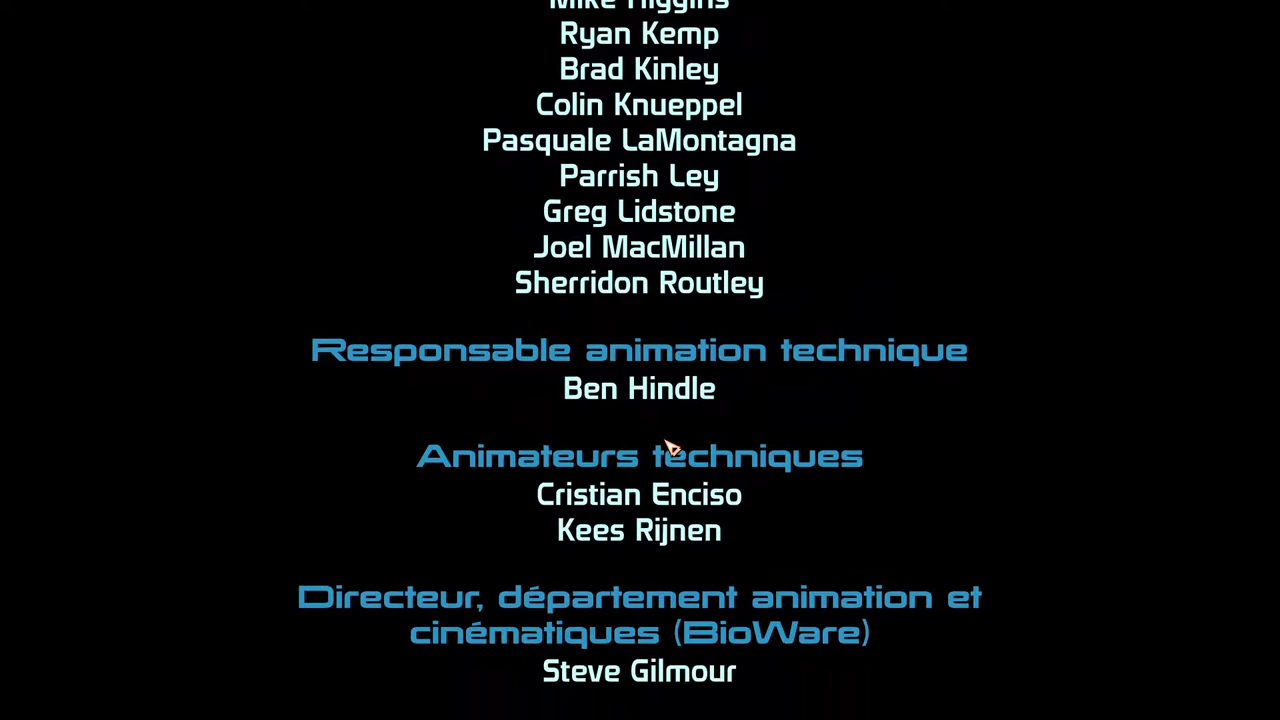 Mike Higgins
Ryan Kemp
Brad Kinley
Colin Knueppel
Pasquale LaMontagna
Parrish Ley
Greg Lidstone
Joel MacMillan
Sherridon Routley
Responsable animation technique
Ben Hindle
Animateurs techniques
Cristian Enciso
Kees Rijnen
Directeur, département animation et
cinématiques (BioWare)
Steve Gilmour